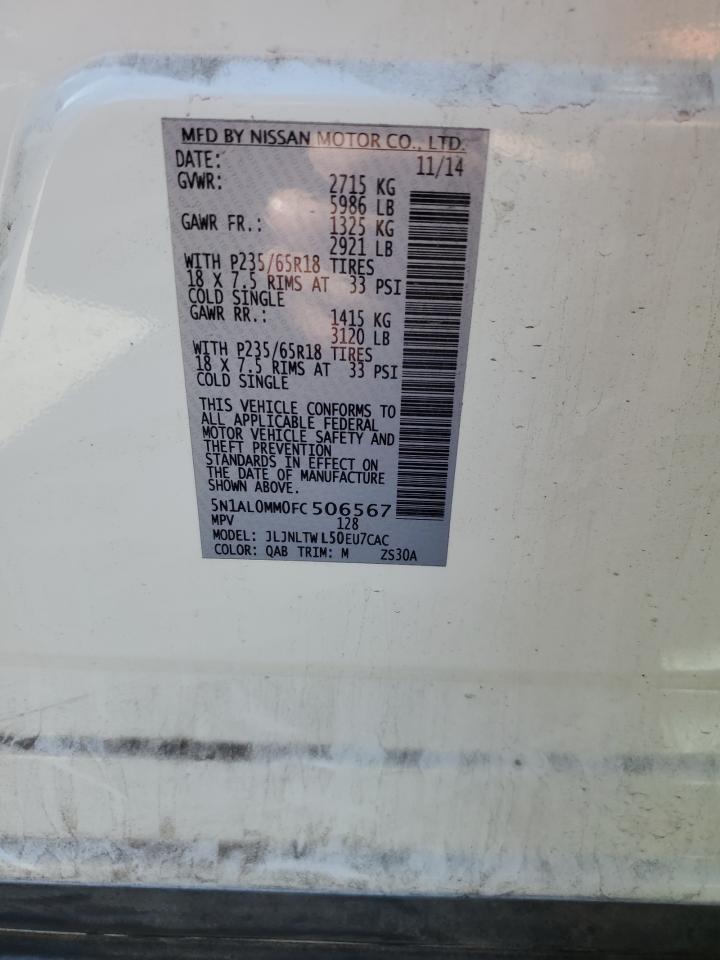 MFD BY NISSAN MOTOR CO., LTD.
DATE: 11/14
GVWR: 2715 KG
5986 LB
GAWR FR.: 1325 KG
2921 LB
WITH P235/65R18 TIRES
18 X 7.5 RIMS AT 33 PSI
COLD SINGLE
GAWR RR.: 1415 KG
3120 LB
WITH P235/65R18 TIRES
18 X 7.5 RIMS AT 33 PSI
COLD SINGLE
THIS VEHICLE CONFORMS TO
ALL APPLICABLE FEDERAL
MOTOR VEHICLE SAFETY AND
THEFT PREVENTION
STANDARDS IN EFFECT ON
THE DATE OF MANUFACTURE
SHOWN ABOVE.
5N1AL0MM0FC506567
MPV 128
MODEL: JLJNLTWL50EU7CAC
COLOR: QAB TRIM: M ZS30A